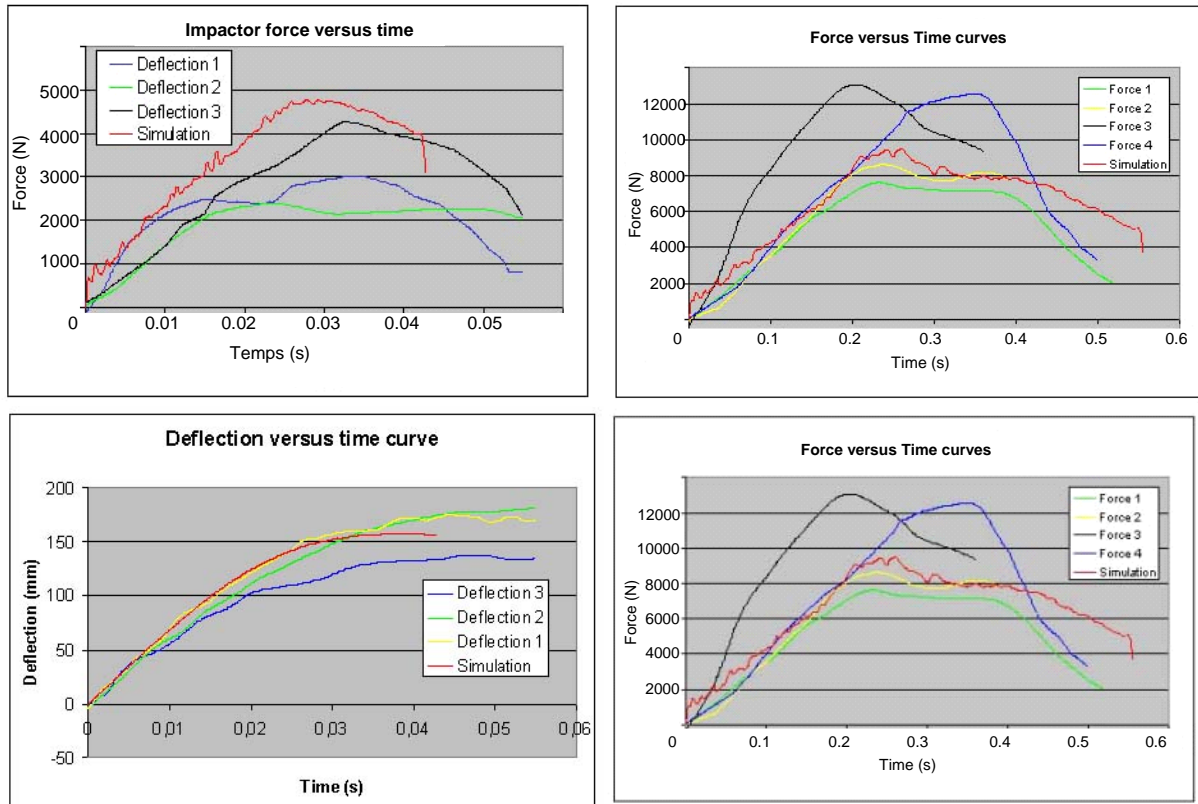 Impactor force versus time
Force (N)
5000
4000
3000
2000
1000
0
0.01
0.02
0.03
0.04
0.05
Temps (s)
Deflection 1
Deflection 2
Deflection 3
Simulation
Force versus Time curves
Force (N)
12000
10000
8000
6000
4000
2000
0
0.1
0.2
0.3
0.4
0.5
0.6
Time (s)
Force 1
Force 2
Force 3
Force 4
Simulation
Deflection versus time curve
Deflection (mm)
200
150
100
50
0
-50
0
0,01
0,02
0,03
0,04
0,05
0,06
Time (s)
Deflection 3
Deflection 2
Deflection 1
Simulation
Force versus Time curves
Force (N)
12000
10000
8000
6000
4000
2000
0
0.1
0.2
0.3
0.4
0.5
0.6
Time (s)
Force 1
Force 2
Force 3
Force 4
Simulation